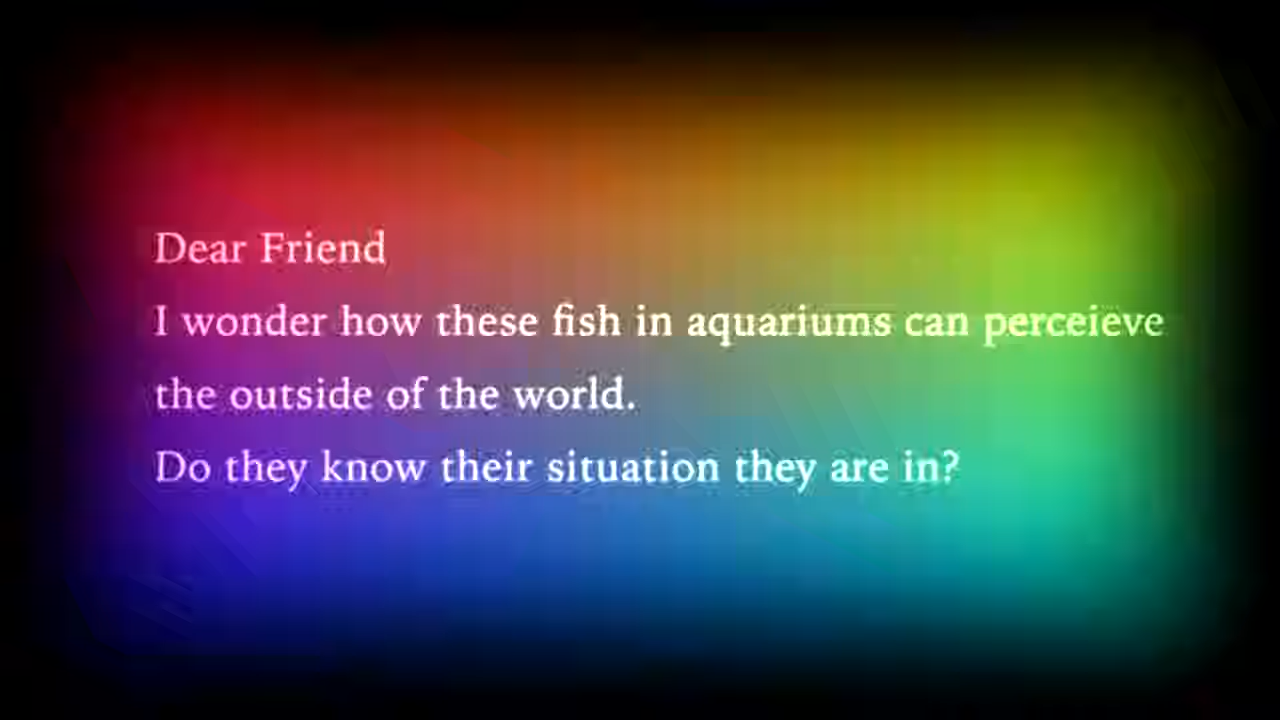 Dear Friend
I wonder how these fish in aquariums can perceieve
the outside of the world.
Do they know their situation they are in?